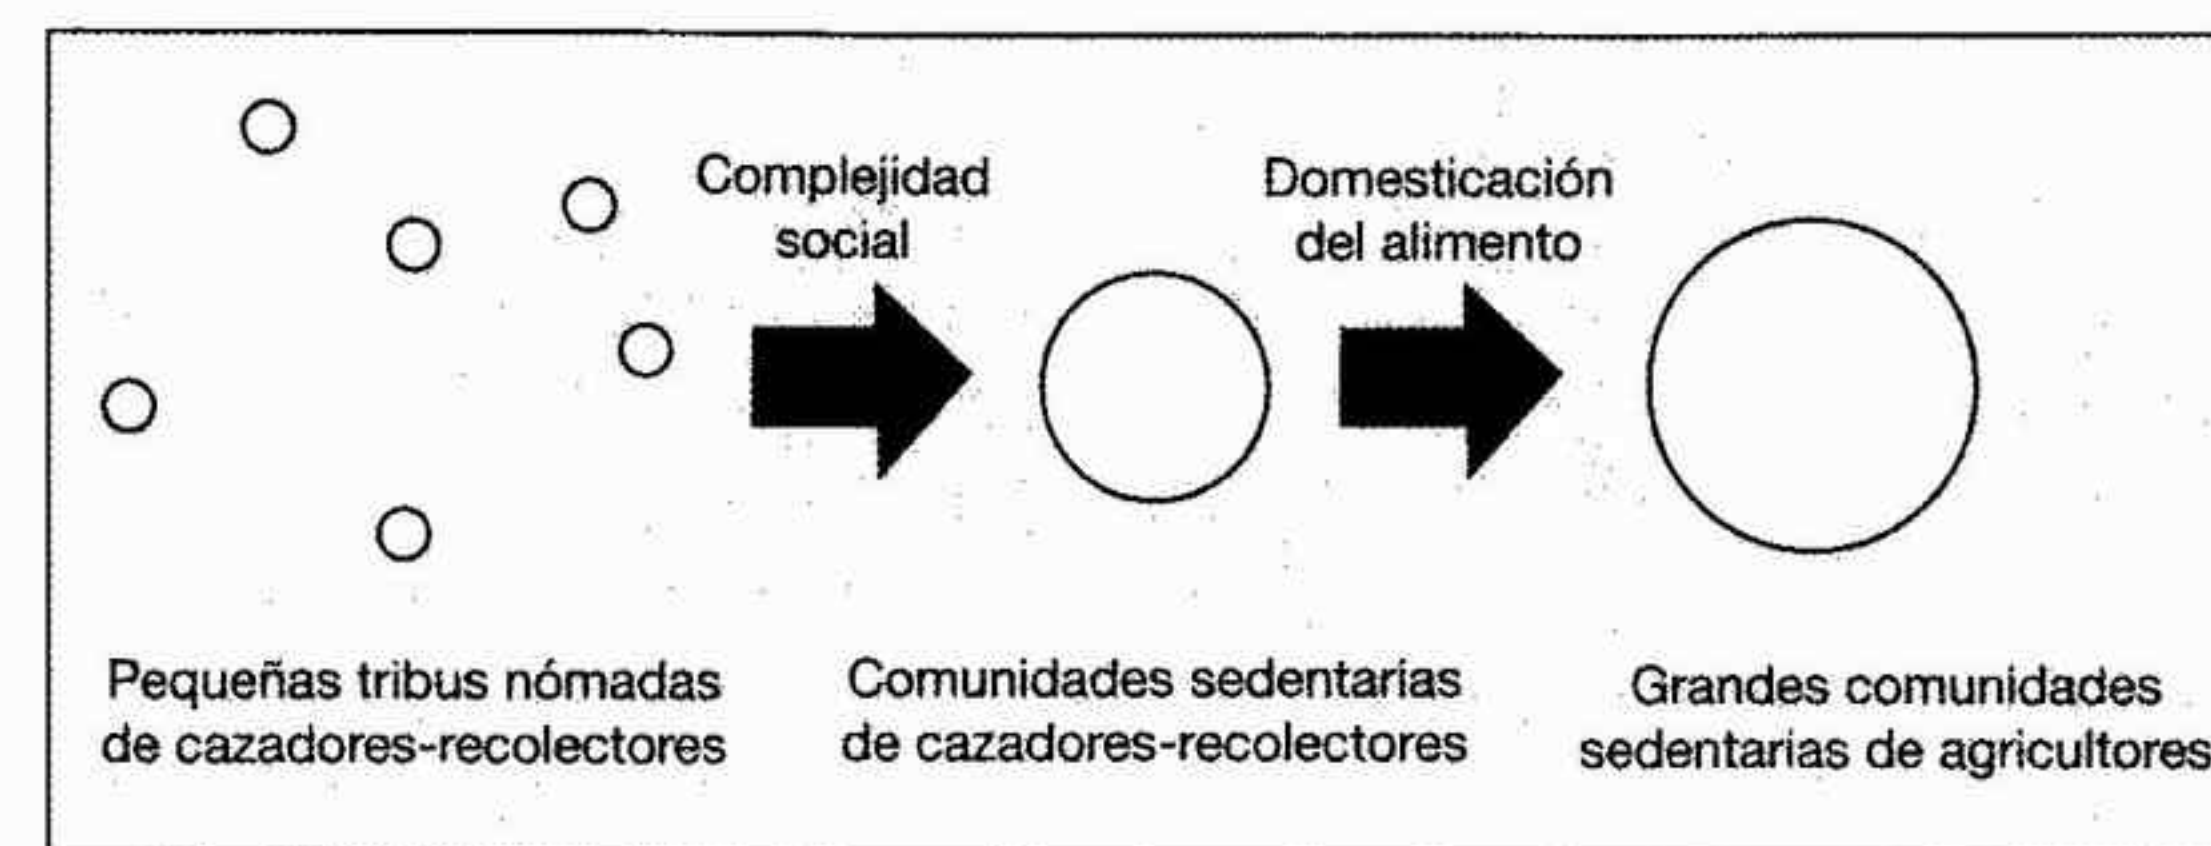 Complejidad
social
Domesticación
del alimento
Pequeñas tribus nómadas
de cazadores-recolectores
Comunidades sedentarias
de cazadores-recolectores
Grandes comunidades
sedentarias de agricultores